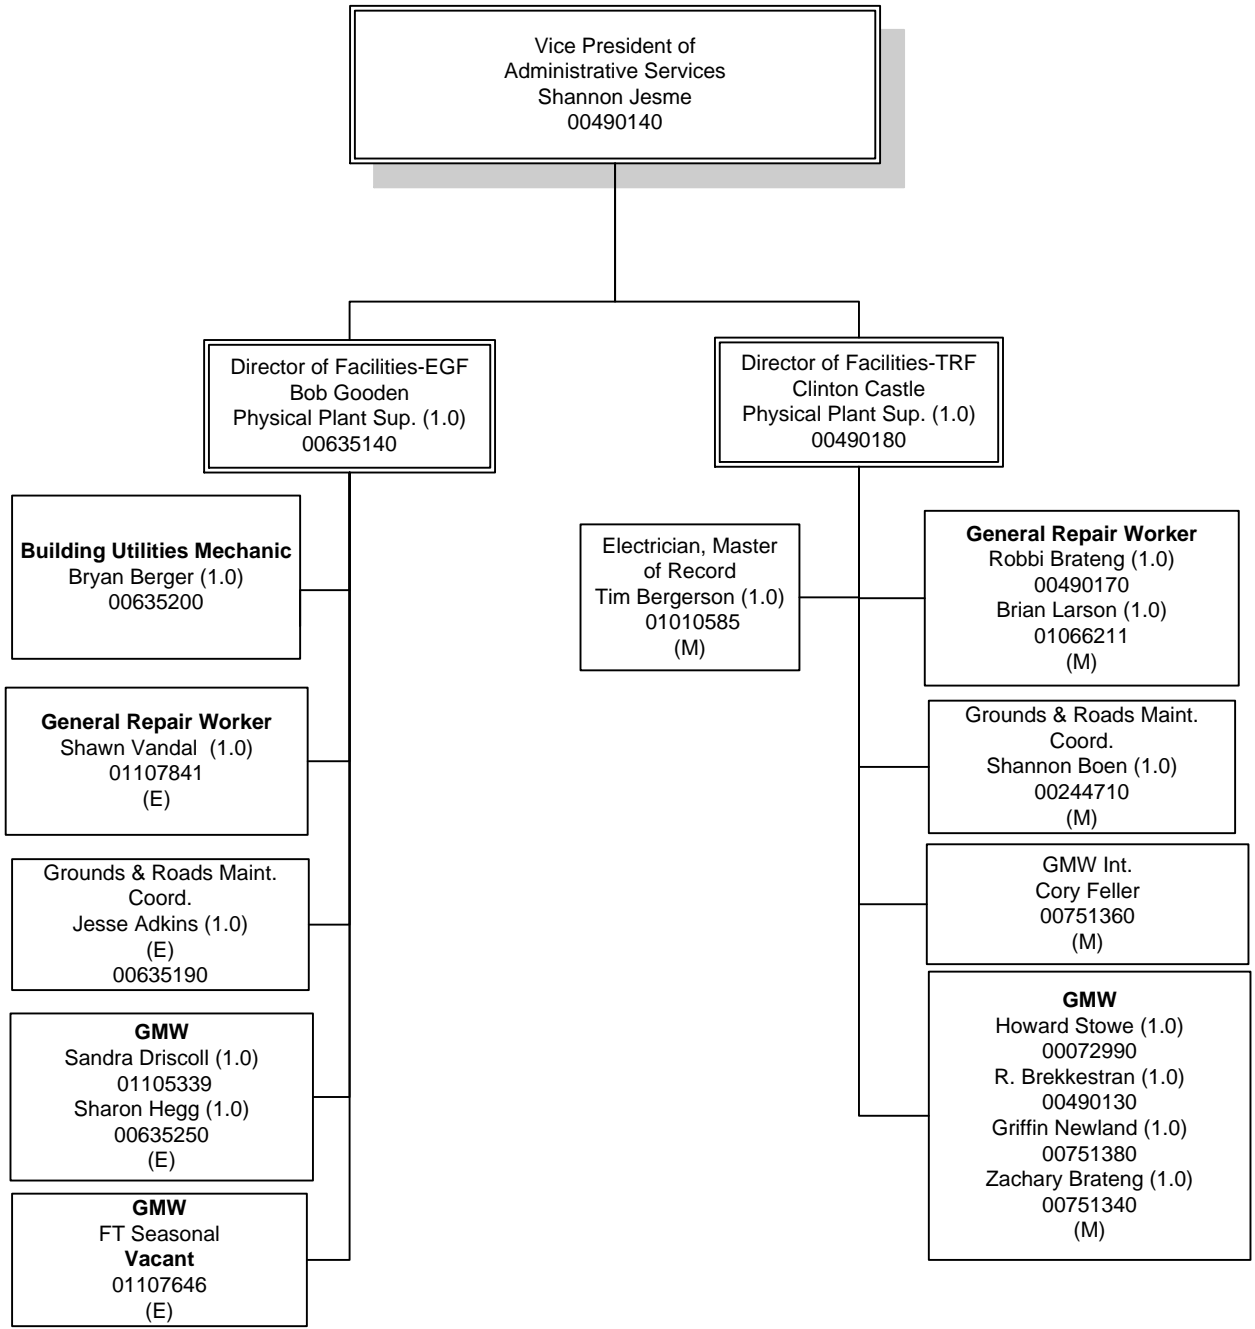 Vice President of
Administrative Services
Shannon Jesme
00490140
Director of Facilities-EGF
Bob Gooden
Physical Plant Sup. (1.0)
00635140
Director of Facilities-TRF
Clinton Castle
Physical Plant Sup. (1.0)
00490180
Building Utilities Mechanic
Bryan Berger (1.0)
00635200
General Repair Worker
Shawn Vandal (1.0)
01107841
(E)
Grounds & Roads Maint.
Coord.
Jesse Adkins (1.0)
(E)
00635190
GMW
Sandra Driscoll (1.0)
01105339
Sharon Hegg (1.0)
00635250
(E)
GMW
FT Seasonal
Vacant
01107646
(E)
Electrician, Master
of Record
Tim Bergerson (1.0)
01010585
(M)
General Repair Worker
Robbi Brateng (1.0)
00490170
Brian Larson (1.0)
01066211
(M)
Grounds & Roads Maint.
Coord.
Shannon Boen (1.0)
00244710
(M)
GMW Int.
Cory Feller
00751360
(M)
GMW
Howard Stowe (1.0)
00072990
R. Brekkestran (1.0)
00490130
Griffin Newland (1.0)
00751380
Zachary Brateng (1.0)
00751340
(M)